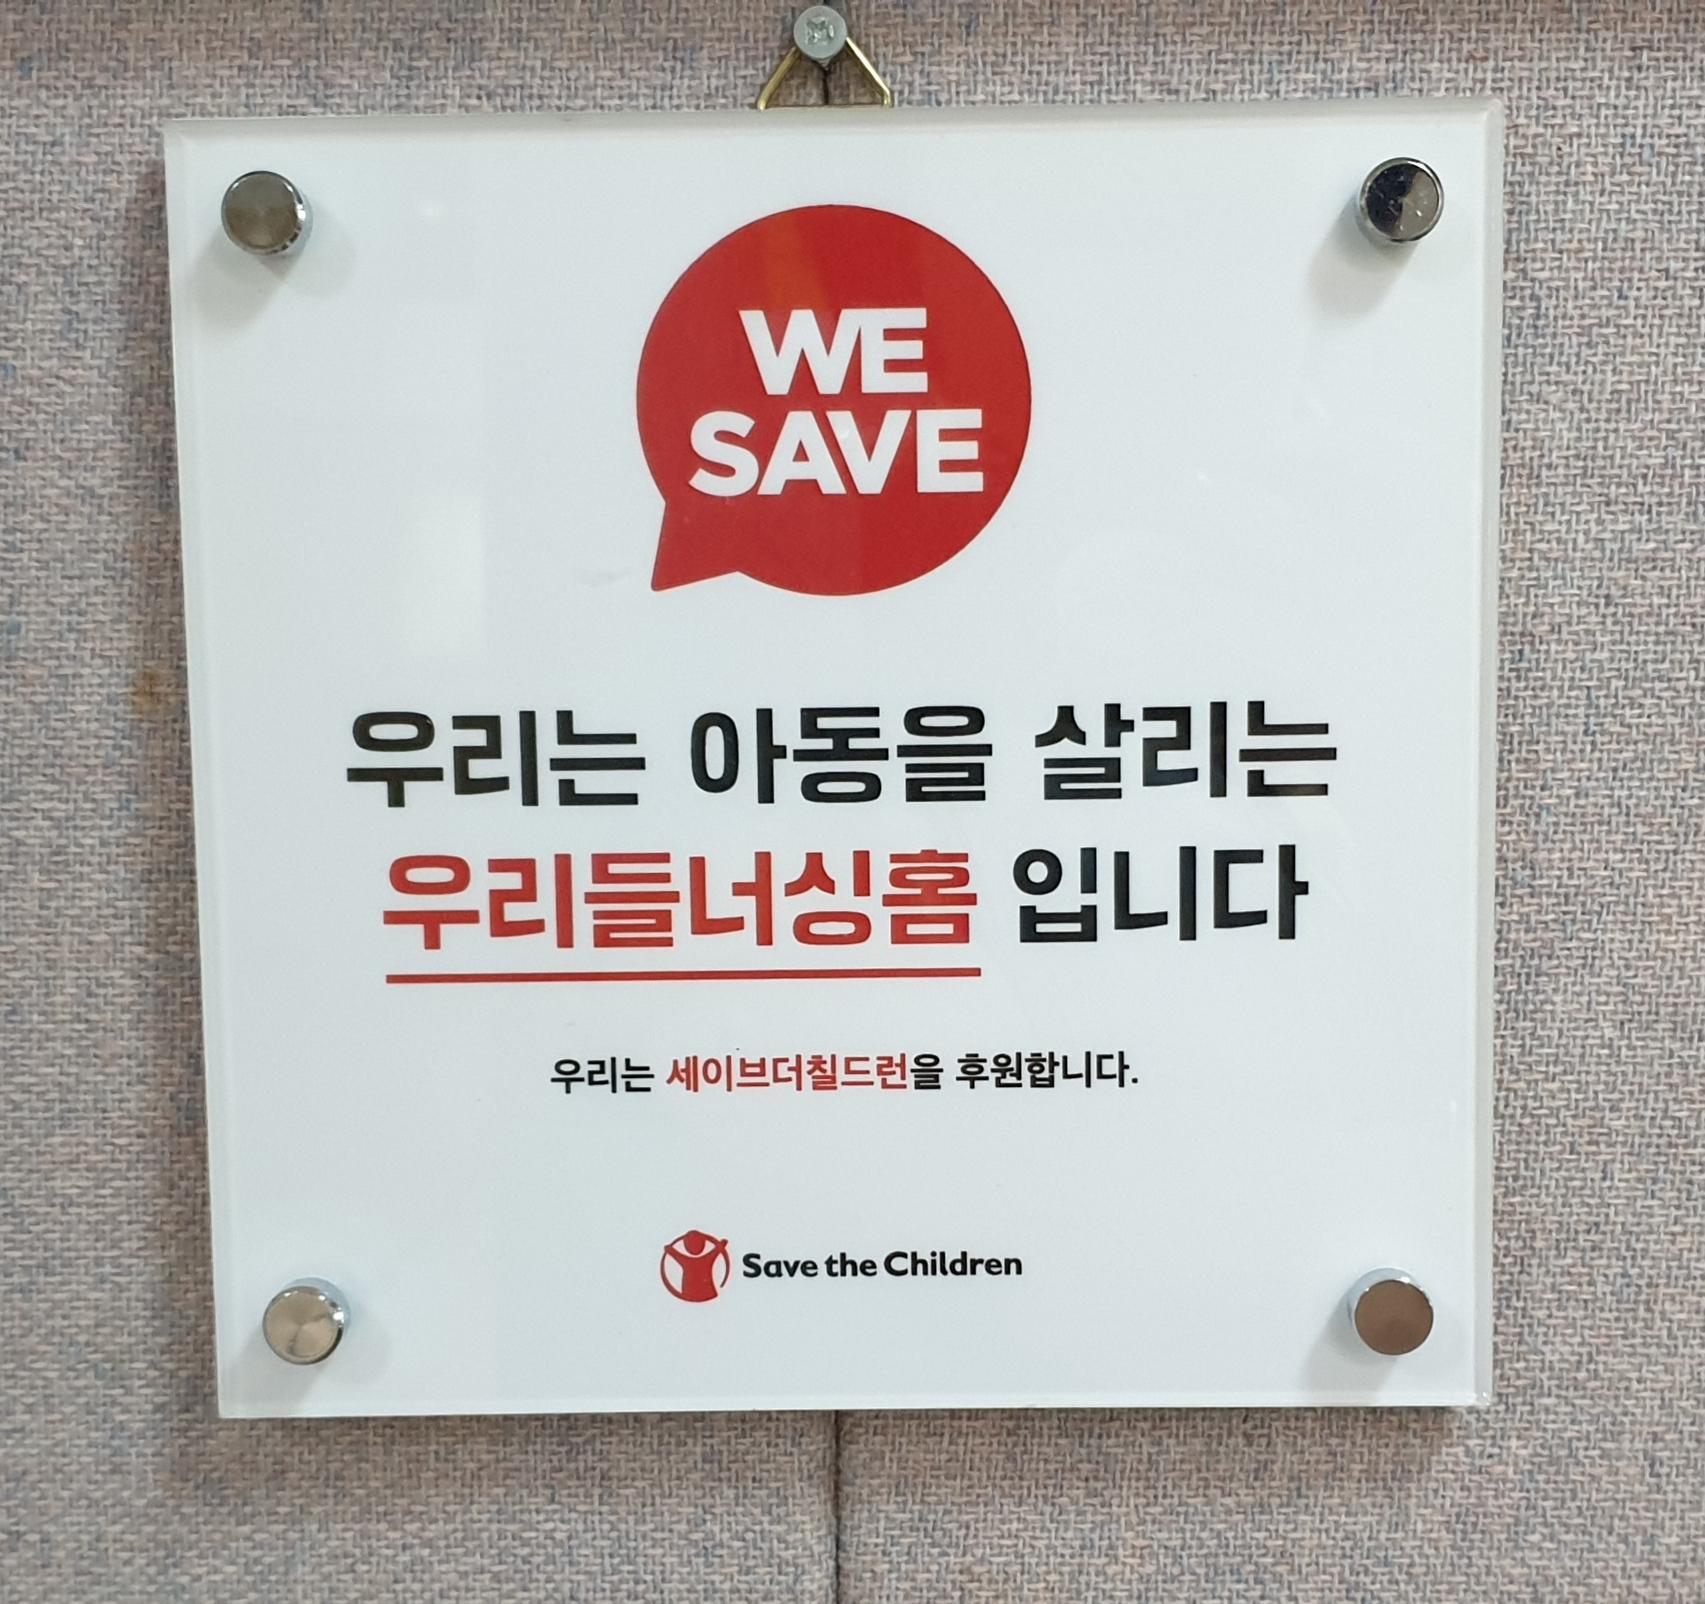 WE
SAVE
우리는 아동을 살리는
우리들너싱홈 입니다
우리는 세이브더칠드런을 후원합니다.
Save the Children